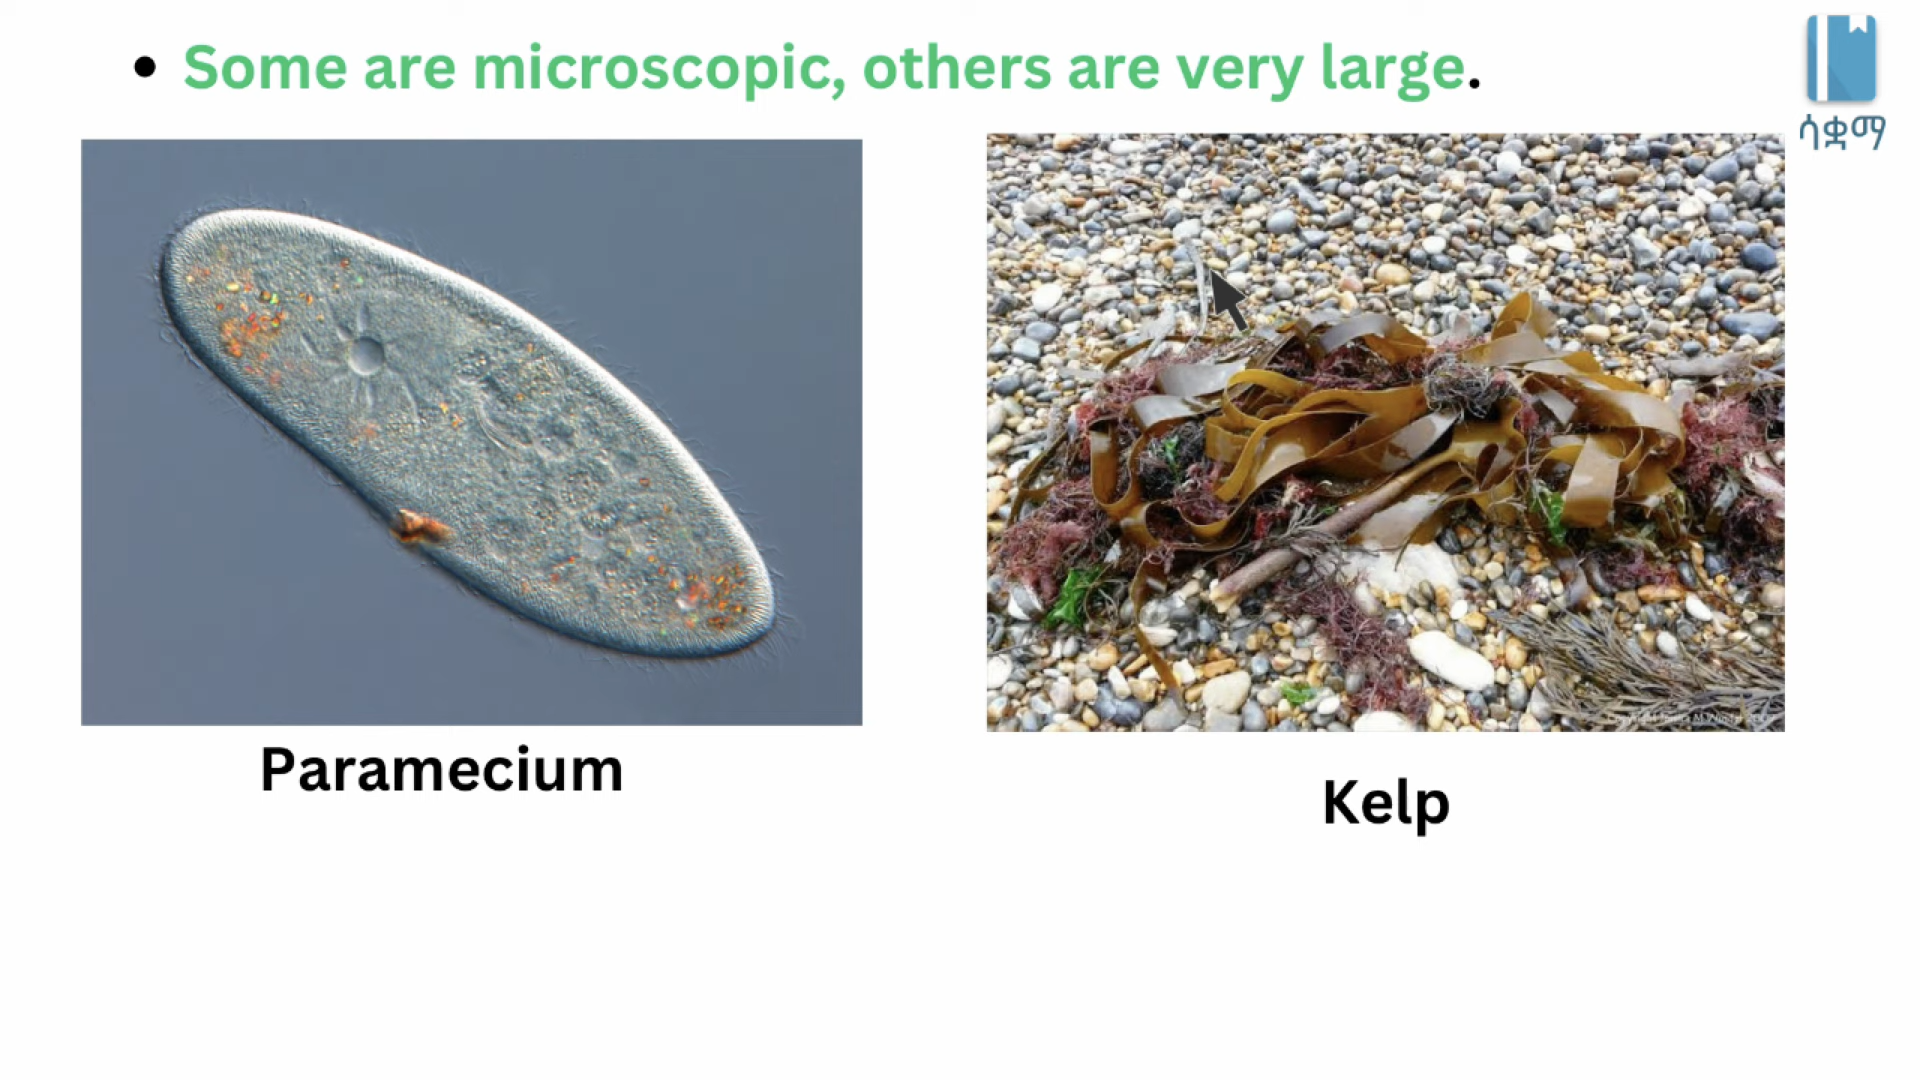 • Some are microscopic, others are very large.
ሳቋማ
Paramecium
Kelp